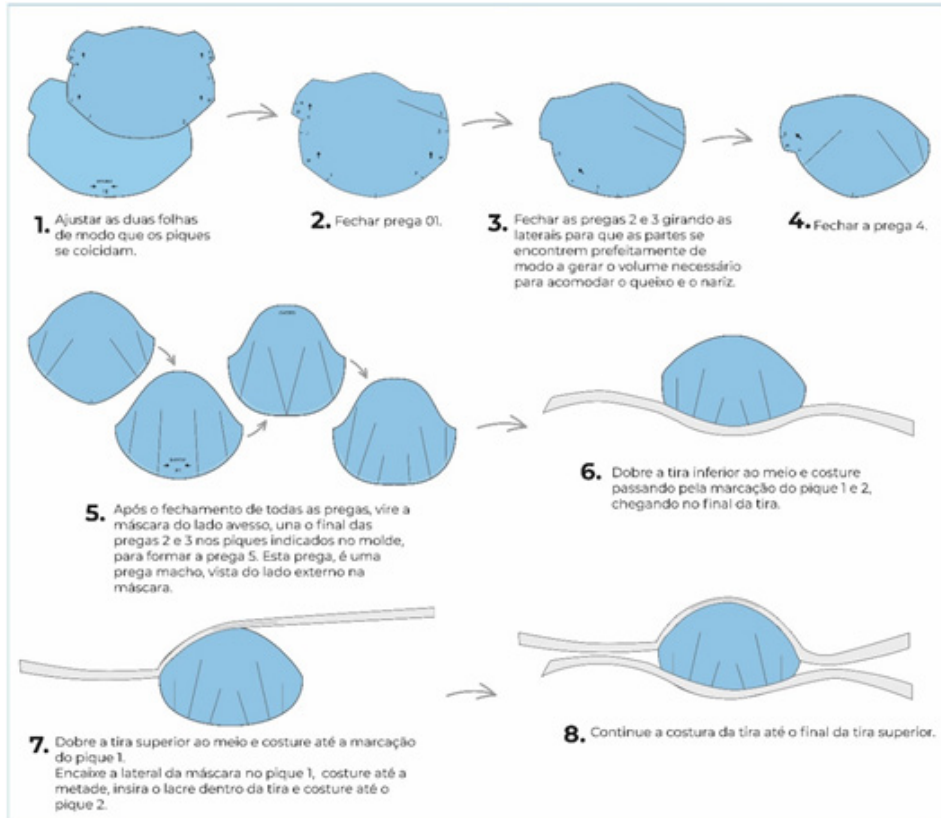 1. Ajustar as duas folhas
de modo que os piques
se coicidam.
2. Fechar prega 01.
3. Fechar as pregas 2 e 3 girando as
laterais para que as partes se
encontrem prefeitamente de
modo a gerar o volume necessário
para acomodar o queixo e o nariz.
4. Fechar a prega 4.
5. Após o fechamento de todas as pregas, vire a
máscara do lado avesso, una o final das
pregas 2 e 3 nos piques indicados no molde,
para formar a prega 5. Esta prega, é uma
prega macho, vista do lado externo na
máscara.
6. Dobre a tira inferior ao meio e costure
passando pela marcação do pique 1 e 2,
chegando no final da tira.
7. Dobre a tira superior ao meio e costure até a marcação
do pique 1.
Encaixe a lateral da máscara no pique 1, costure até a
metade, insira o lacre dentro da tira e costure até o
pique 2.
8. Continue a costura da tira até o final da tira superior.